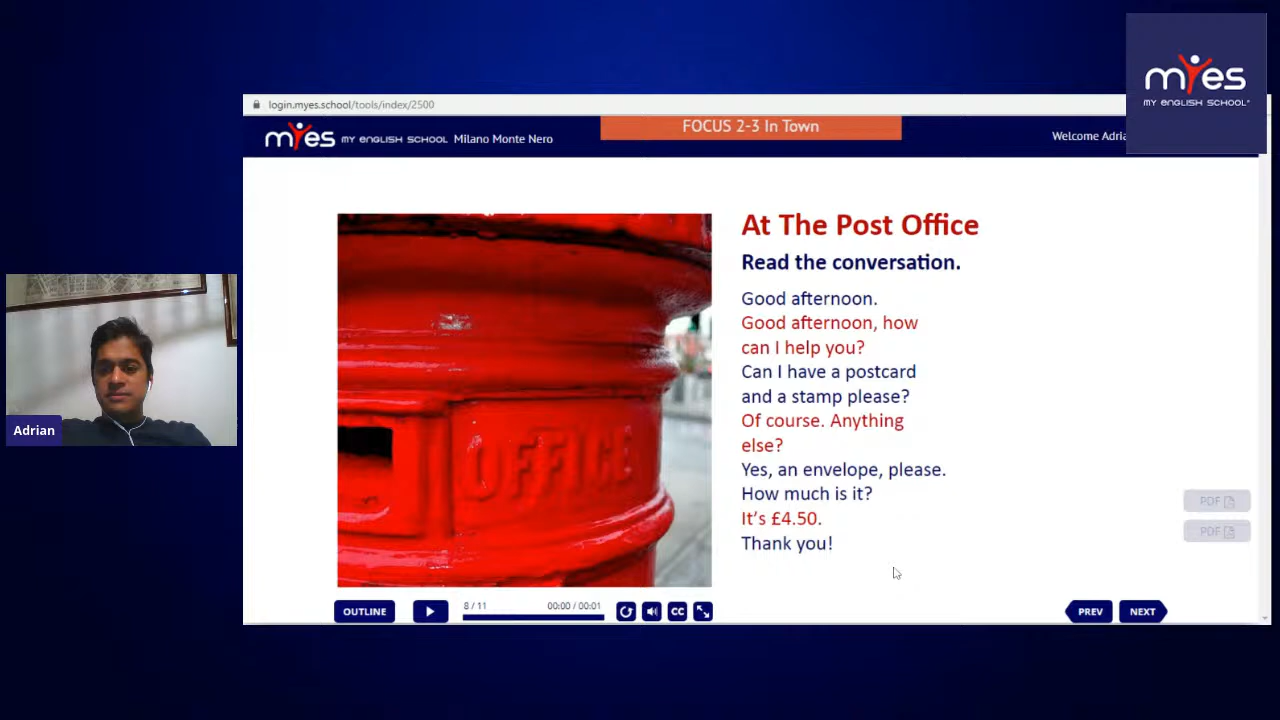 myes
MY ENGLISH SCHOOL
login.myes.school/tools/index/2500
myes MY ENGLISH SCHOOL Milano Monte Nero
FOCUS 2-3 In Town
Welcome Adria
At The Post Office
Read the conversation.
Good afternoon.
Good afternoon, how
can I help you?
Can I have a postcard
and a stamp please?
Of course. Anything
else?
Yes, an envelope, please.
How much is it?
It's £4.50.
Thank you!
OFFICE
Adrian
PDF
PDF
OUTLINE
8 / 11
00:00 / 00:01
CC
PREV
NEXT